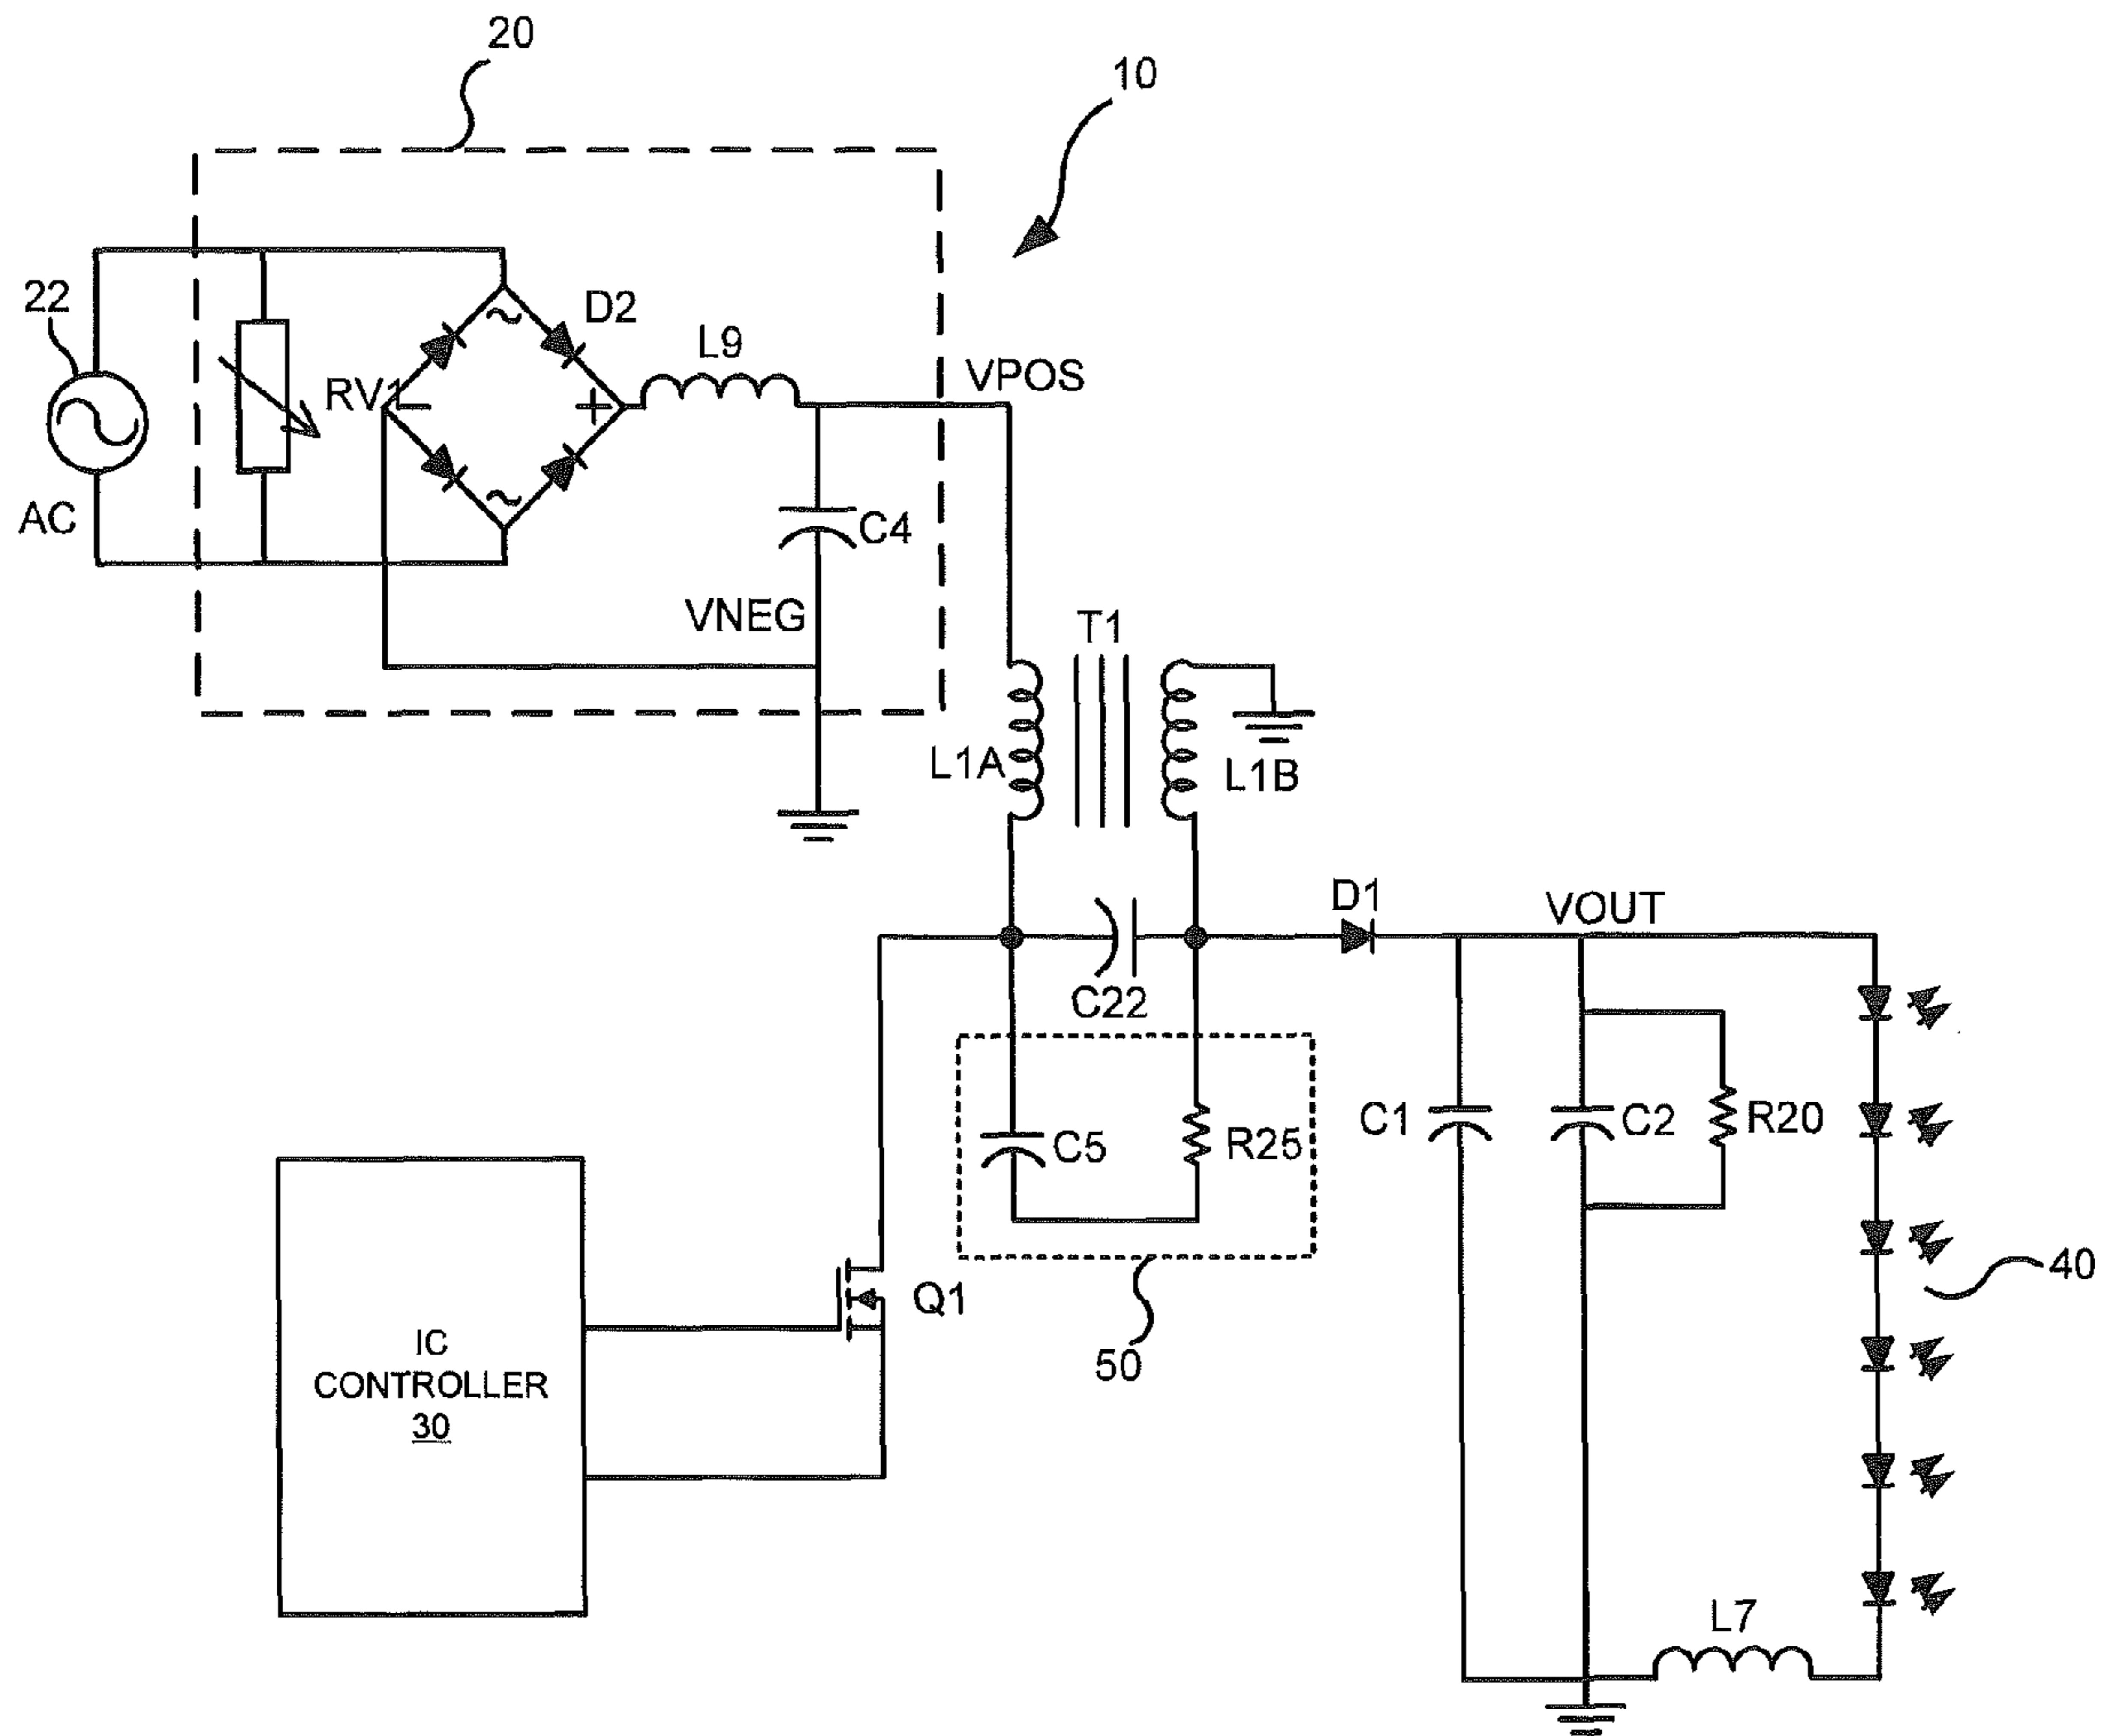 20
10
22
D2
L9
RV1
VPOS
AC
C4
VNEG
T1
L1A
L1B
D1
VOUT
C22
C1
C2
R20
C5
R25
40
Q1
IC
CONTROLLER
30
50
L7